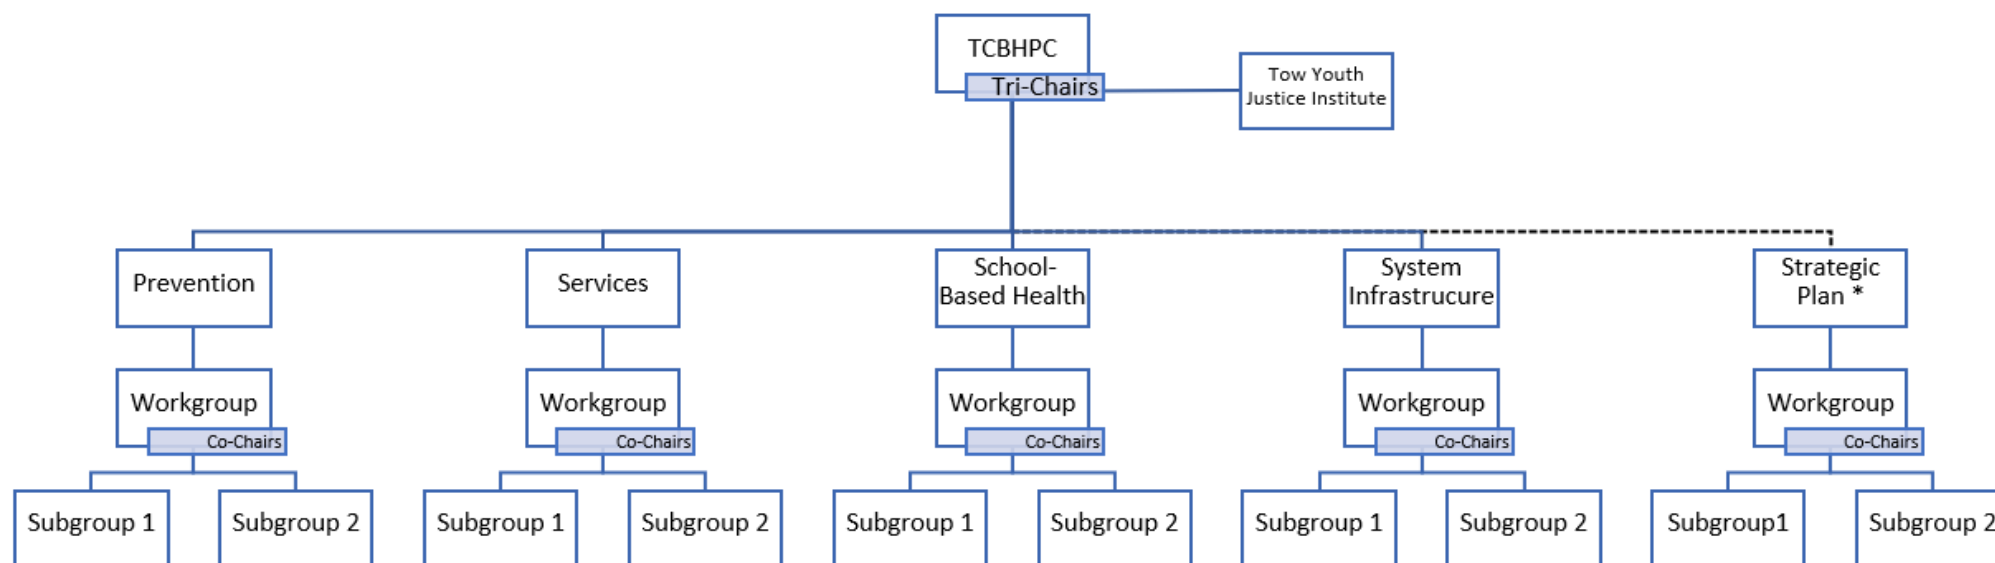 TCBHPC
Tri-Chairs
Tow Youth
Justice Institute
Prevention
Services
School-
Based Health
System
Infrastrucure
Strategic
Plan *
Workgroup
Co-Chairs
Workgroup
Co-Chairs
Workgroup
Co-Chairs
Workgroup
Co-Chairs
Workgroup
Co-Chairs
Subgroup 1
Subgroup 2
Subgroup 1
Subgroup 2
Subgroup 1
Subgroup 2
Subgroup 1
Subgroup 2
Subgroup1
Subgroup 2